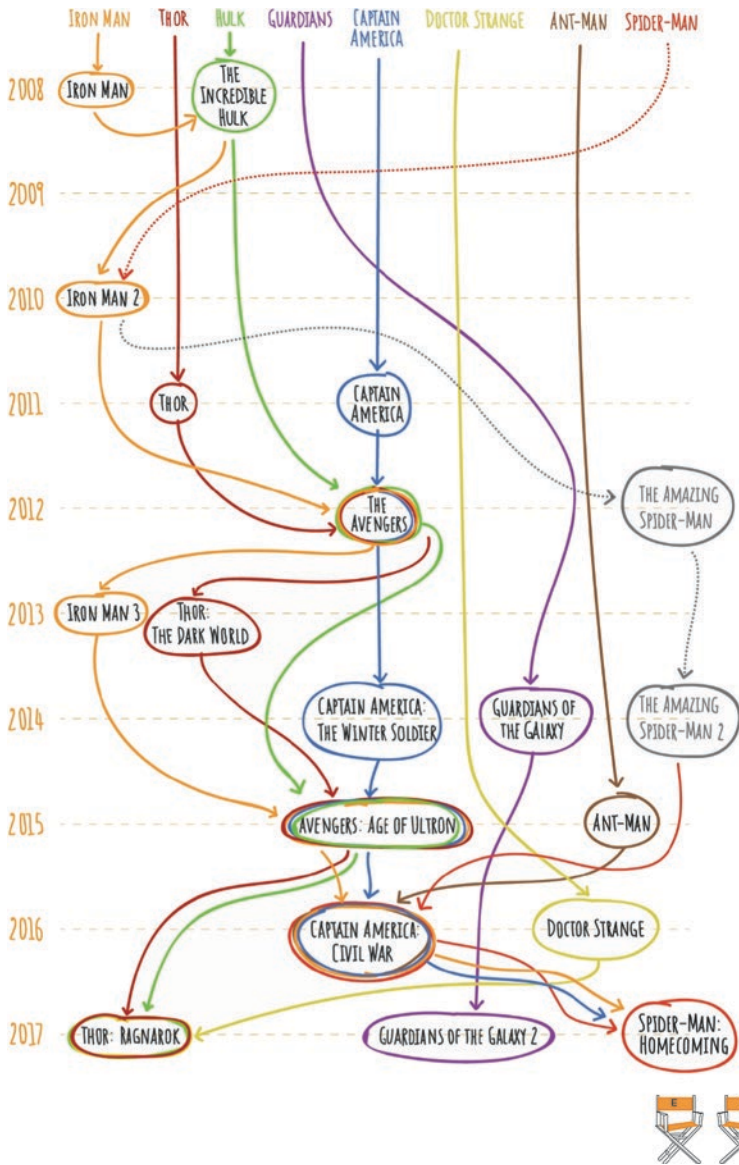 IRON MAN
THOR
HULK
GUARDIANS
CAPTAIN
AMERICA
DOCTOR STRANGE
ANT-MAN
SPIDER-MAN
2008
IRON MAN
THE
INCREDIBLE
HULK
2009
2010
IRON MAN 2
2011
THOR
CAPTAIN
AMERICA
2012
THE
AVENGERS
THE AMAZING
SPIDER-MAN
2013
IRON MAN 3
THOR:
THE DARK WORLD
2014
CAPTAIN AMERICA:
THE WINTER SOLDIER
GUARDIANS OF
THE GALAXY
THE AMAZING
SPIDER-MAN 2
2015
AVENGERS: AGE OF ULTRON
ANT-MAN
2016
CAPTAIN AMERICA:
CIVIL WAR
DOCTOR STRANGE
2017
THOR: RAGNAROK
GUARDIANS OF THE GALAXY 2
SPIDER-MAN:
HOMECOMING
E